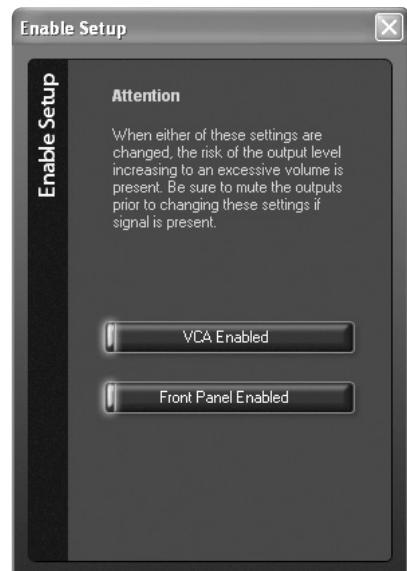 Enable Setup
Enable Setup
Attention
When either of these settings are
changed, the risk of the output level
increasing to an excessive volume is
present. Be sure to mute the outputs
prior to changing these settings if
signal is present.
VCA Enabled
Front Panel Enabled